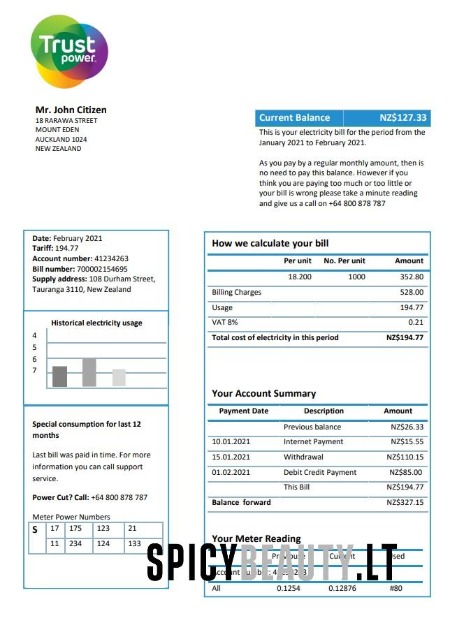 Trust
power.
Mr. John Citizen
18 RARAWA STREET
MOUNT EDEN
AUCKLAND 1024
NEW ZEALAND
Current Balance NZ$127.33
This is your electricity bill for the period from the
January 2021 to February 2021.
As you pay by a regular monthly amount, then is
no need to pay this balance. However if you
think you are paying too much or too little or
your bill is wrong please take a minute reading
and give us a call on +64 800 878 787
Date: February 2021
Tariff: 194.77
Account number: 41234263
Bill number: 700002154695
Supply address: 108 Durham Street,
Tauranga 3110, New Zealand
Historical electricity usage
4
5
6
7
Special consumption for last 12
months
Last bill was paid in time. For more
information you can call support
service.
Power Cut? Call: +64 800 878 787
Meter Power Numbers
S 17 175 123 21
11 234 124 133
How we calculate your bill
Per unit No. Per unit Amount
18.200 1000 352.80
Billing Charges 528.00
Usage 194.77
VAT 8% 0.21
Total cost of electricity in this period NZ$194.77
Your Account Summary
Payment Date Description Amount
Previous balance NZ$26.33
10.01.2021 Internet Payment NZ$15.55
15.01.2021 Withdrawal NZ$110.15
01.02.2021 Debit Credit Payment NZ$85.00
This Bill NZ$194.77
Balance forward NZ$327.15
Your Meter Reading
All 0.1254 0.12876 #80
SPICYBEAUTY.LT